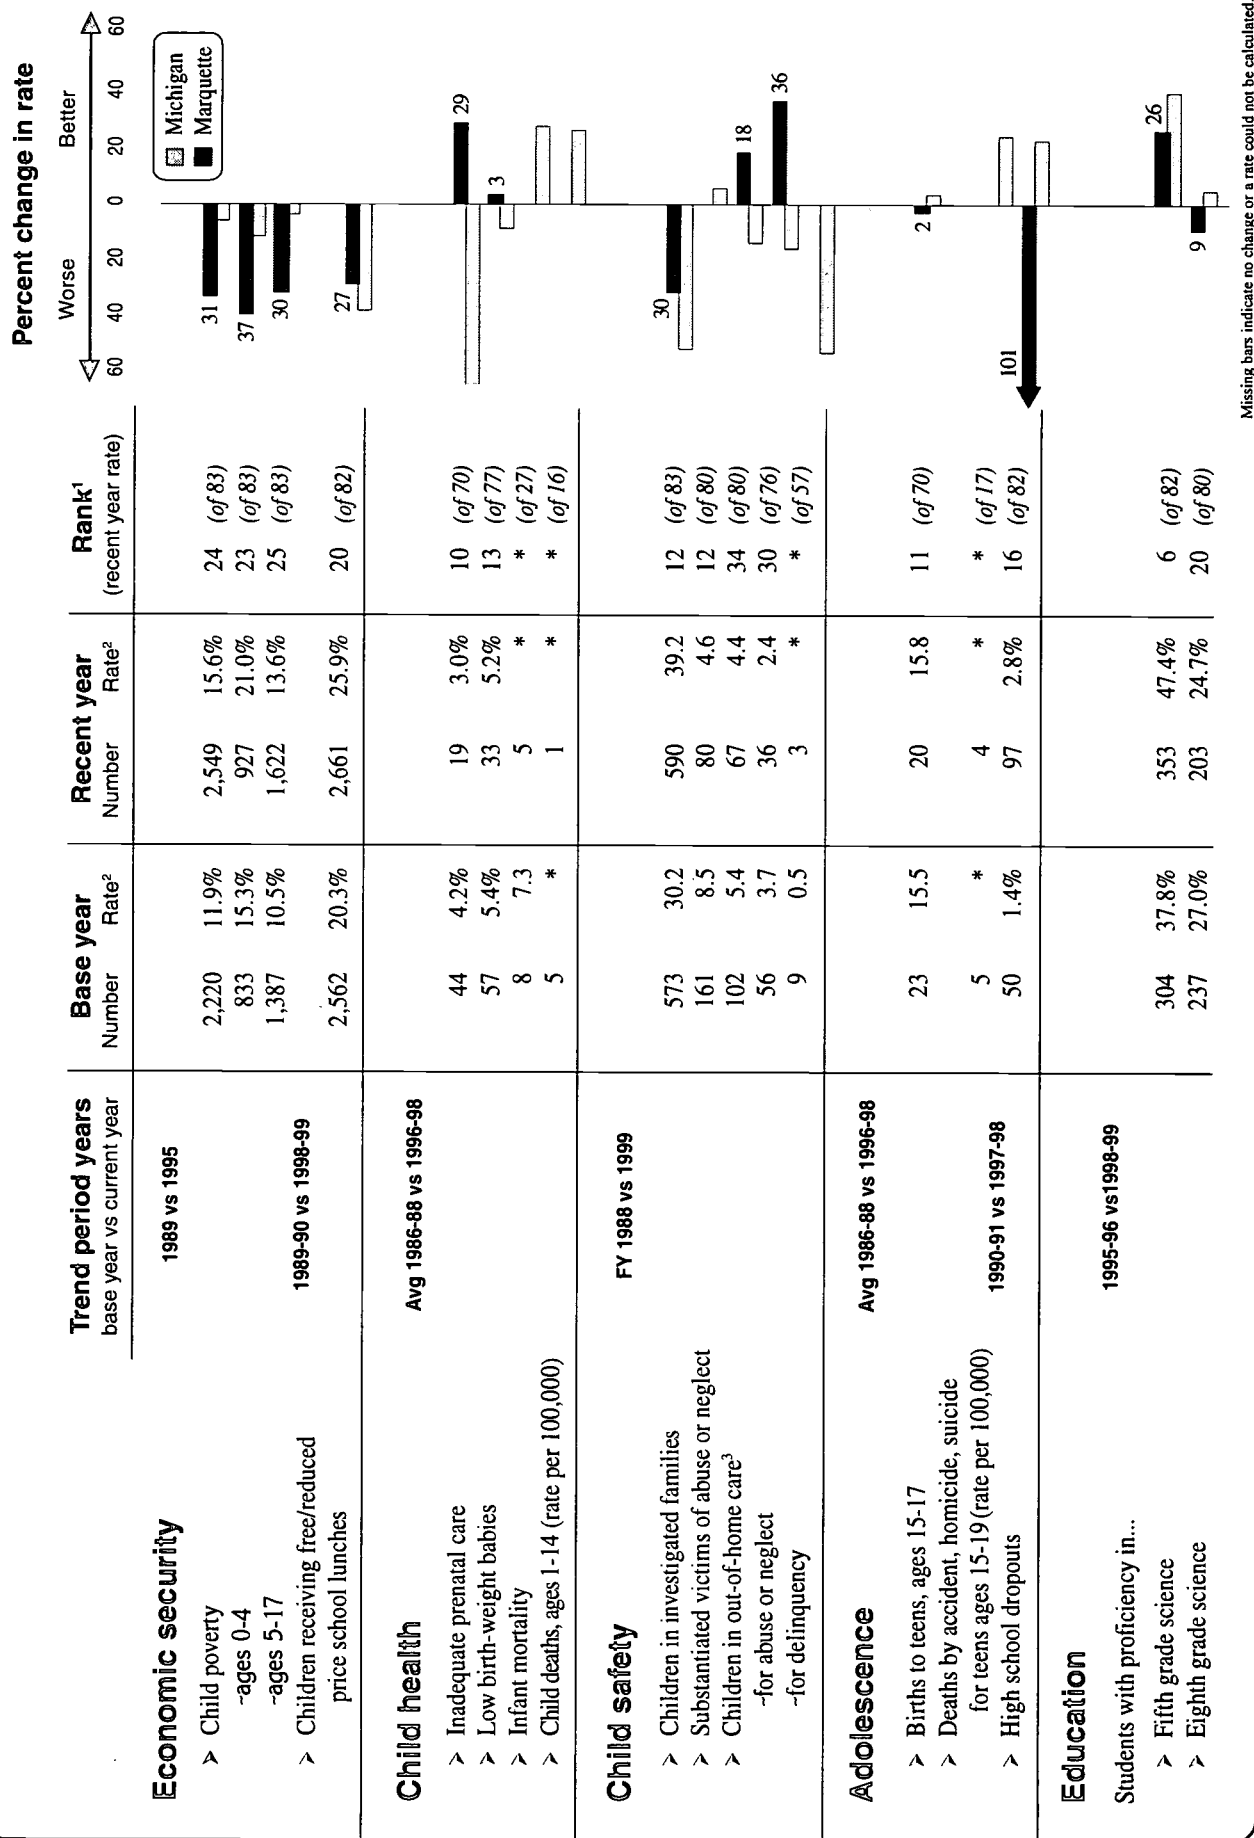 Trend period years Base year Recent year Rank¹ Percent change in rate
base year vs current year Number Rate² Number Rate² (recent year rate) Worse Better
60 40 20 0 20 40 60
Michigan
Marquette
Economic security 1989 vs 1995
➢ Child poverty 2,220 11.9% 2,549 15.6% 24 (of 83) 31
~ages 0-4 833 15.3% 927 21.0% 23 (of 83) 37
~ages 5-17 1,387 10.5% 1,622 13.6% 25 (of 83) 30
➢ Children receiving free/reduced 1989-90 vs 1998-99
price school lunches 2,562 20.3% 2,661 25.9% 20 (of 82) 27
Child health Avg 1986-88 vs 1996-98
➢ Inadequate prenatal care 44 4.2% 19 3.0% 10 (of 70) 29
➢ Low birth-weight babies 57 5.4% 33 5.2% 13 (of 77) 3
➢ Infant mortality 8 7.3 5 * * (of 27)
➢ Child deaths, ages 1-14 (rate per 100,000) 5 * 1 * * (of 16)
Child safety FY 1988 vs 1999
➢ Children in investigated families 573 30.2 590 39.2 12 (of 83) 30
➢ Substantiated victims of abuse or neglect 161 8.5 80 4.6 12 (of 80)
➢ Children in out-of-home care³ 102 5.4 67 4.4 34 (of 80) 18
~for abuse or neglect 56 3.7 36 2.4 30 (of 76) 36
~for delinquency 9 0.5 3 * * (of 57)
Adolescence Avg 1986-88 vs 1996-98
➢ Births to teens, ages 15-17 23 15.5 20 15.8 11 (of 70) 2
➢ Deaths by accident, homicide, suicide
for teens ages 15-19 (rate per 100,000) 5 * 4 * * (of 17)
➢ High school dropouts 1990-91 vs 1997-98 50 1.4% 97 2.8% 16 (of 82) 101
Education
Students with proficiency in... 1995-96 vs1998-99
➢ Fifth grade science 304 37.8% 353 47.4% 6 (of 82) 26
➢ Eighth grade science 237 27.0% 203 24.7% 20 (of 80) 9
Missing bars indicate no change or a rate could not be calculated.